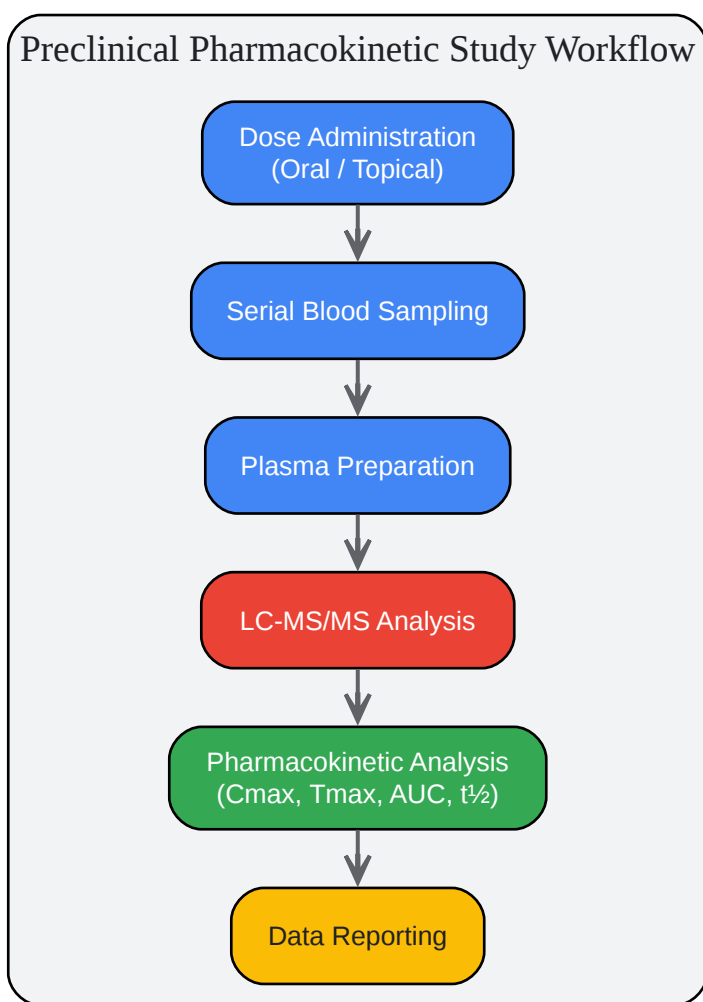 Preclinical Pharmacokinetic Study Workflow
Dose Administration
(Oral / Topical)
Serial Blood Sampling
Plasma Preparation
LC-MS/MS Analysis
Pharmacokinetic Analysis
(Cmax, Tmax, AUC, t½)
Data Reporting